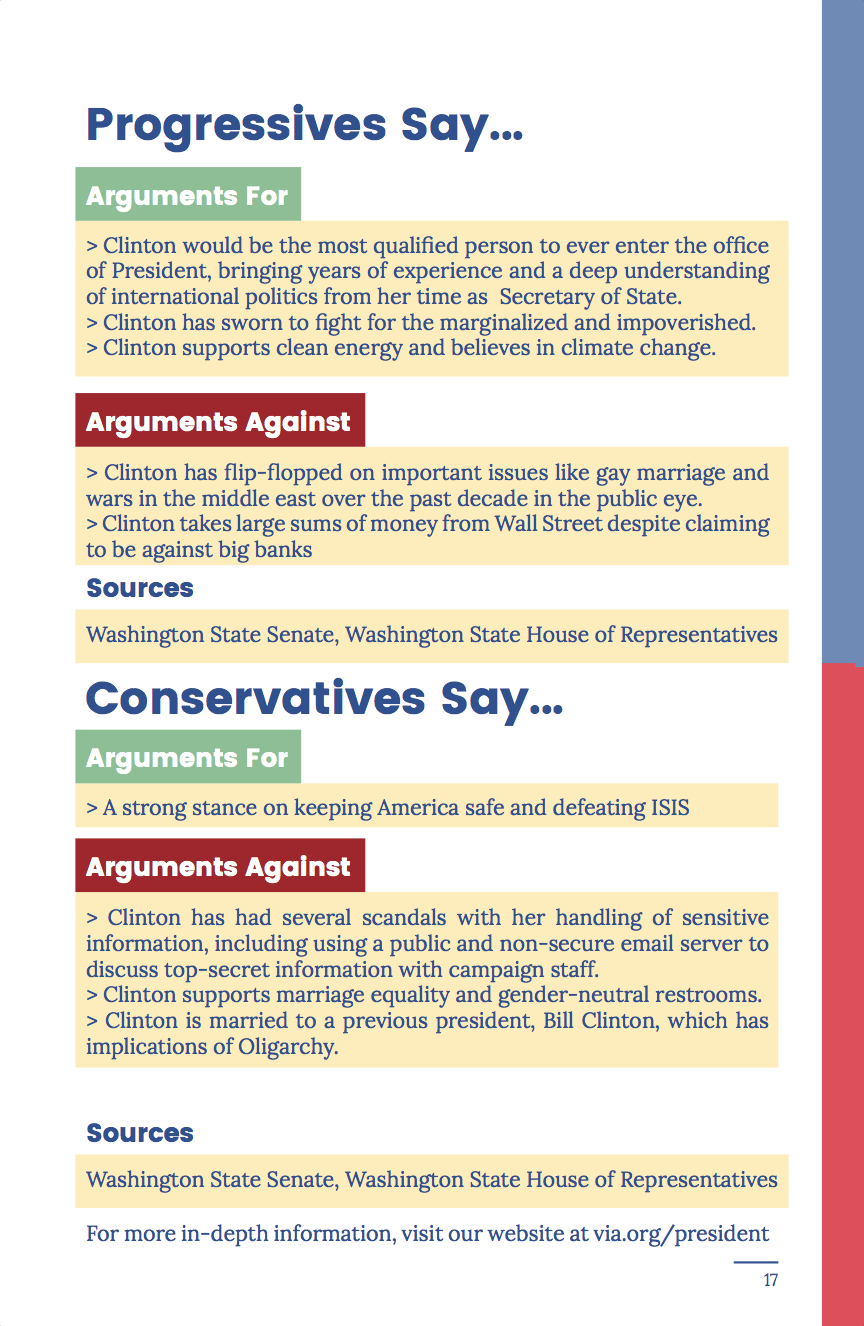 Progressives Say...
Arguments For
> Clinton would be the most qualified person to ever enter the office
of President, bringing years of experience and a deep understanding
of international politics from her time as  Secretary of State.
> Clinton has sworn to fight for the marginalized and impoverished.
> Clinton supports clean energy and believes in climate change.
Arguments Against
> Clinton has flip-flopped on important issues like gay marriage and
wars in the middle east over the past decade in the public eye.
> Clinton takes large sums of money from Wall Street despite claiming
to be against big banks
Sources
Washington State Senate, Washington State House of Representatives
Conservatives Say...
Arguments For
> A strong stance on keeping America safe and defeating ISIS
Arguments Against
> Clinton has had several scandals with her handling of sensitive
information, including using a public and non-secure email server to
discuss top-secret information with campaign staff.
> Clinton supports marriage equality and gender-neutral restrooms.
> Clinton is married to a previous president, Bill Clinton, which has
implications of Oligarchy.
Sources
Washington State Senate, Washington State House of Representatives
For more in-depth information, visit our website at via.org/president
17